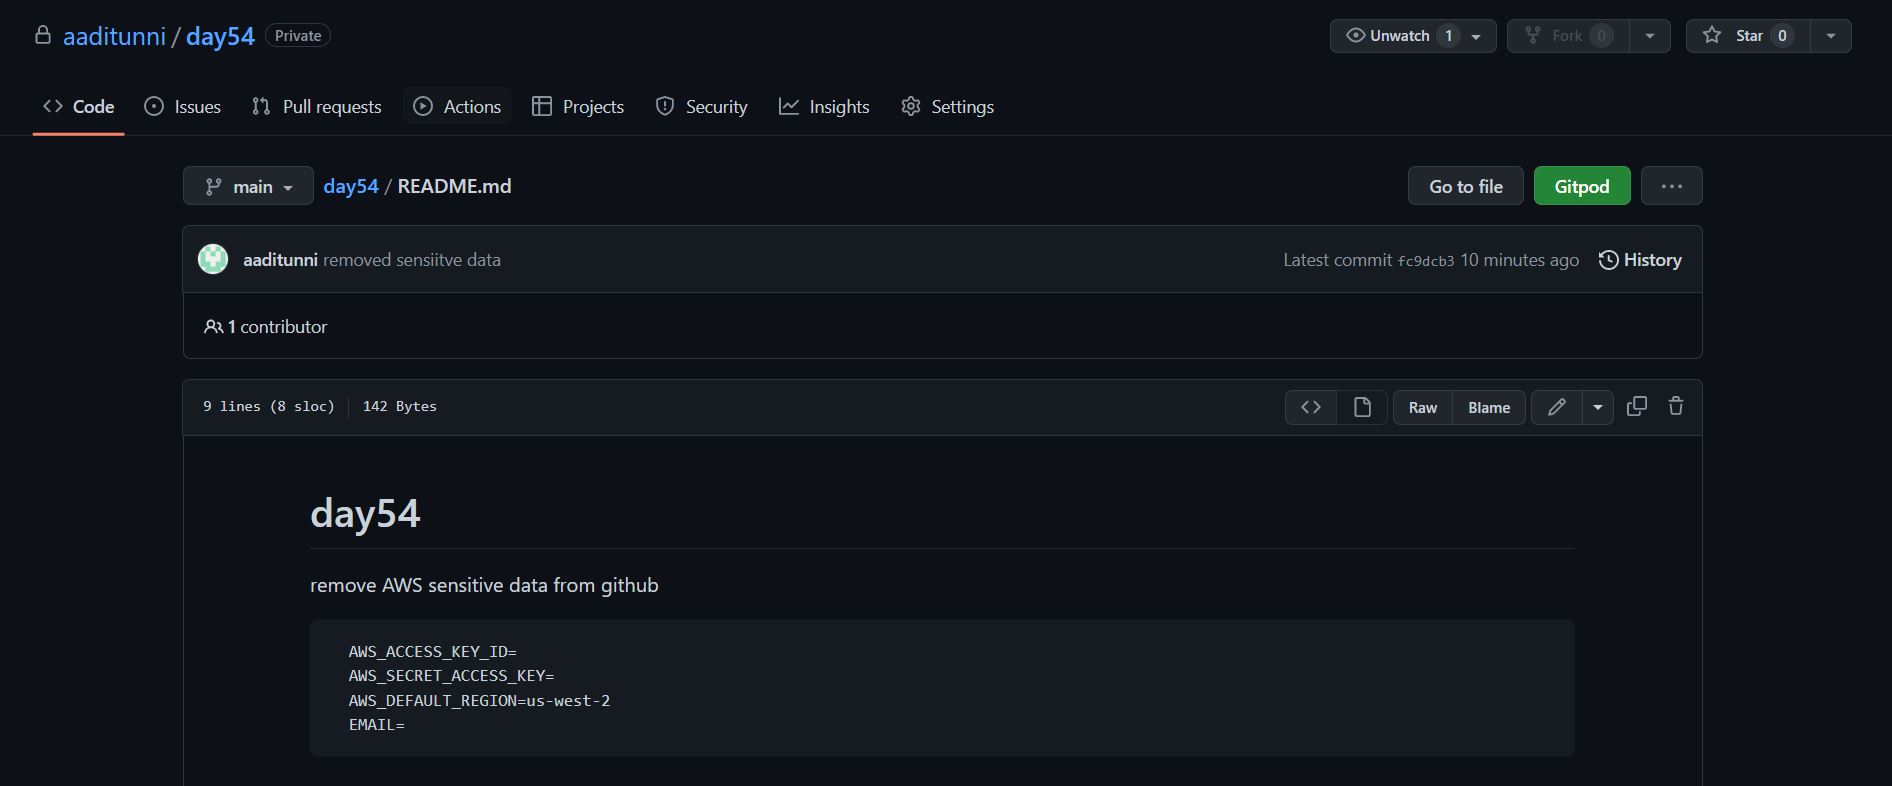 aaditunni / day54 Private Unwatch 1 Fork 0 Star 0
Code Issues Pull requests Actions Projects Security Insights Settings
main day54 / README.md Go to file Gitpod ...
aaditunni removed sensiitve data Latest commit fc9dcb3 10 minutes ago History
1 contributor
9 lines (8 sloc) 142 Bytes Raw Blame
day54
remove AWS sensitive data from github
AWS_ACCESS_KEY_ID=
AWS_SECRET_ACCESS_KEY=
AWS_DEFAULT_REGION=us-west-2
EMAIL=